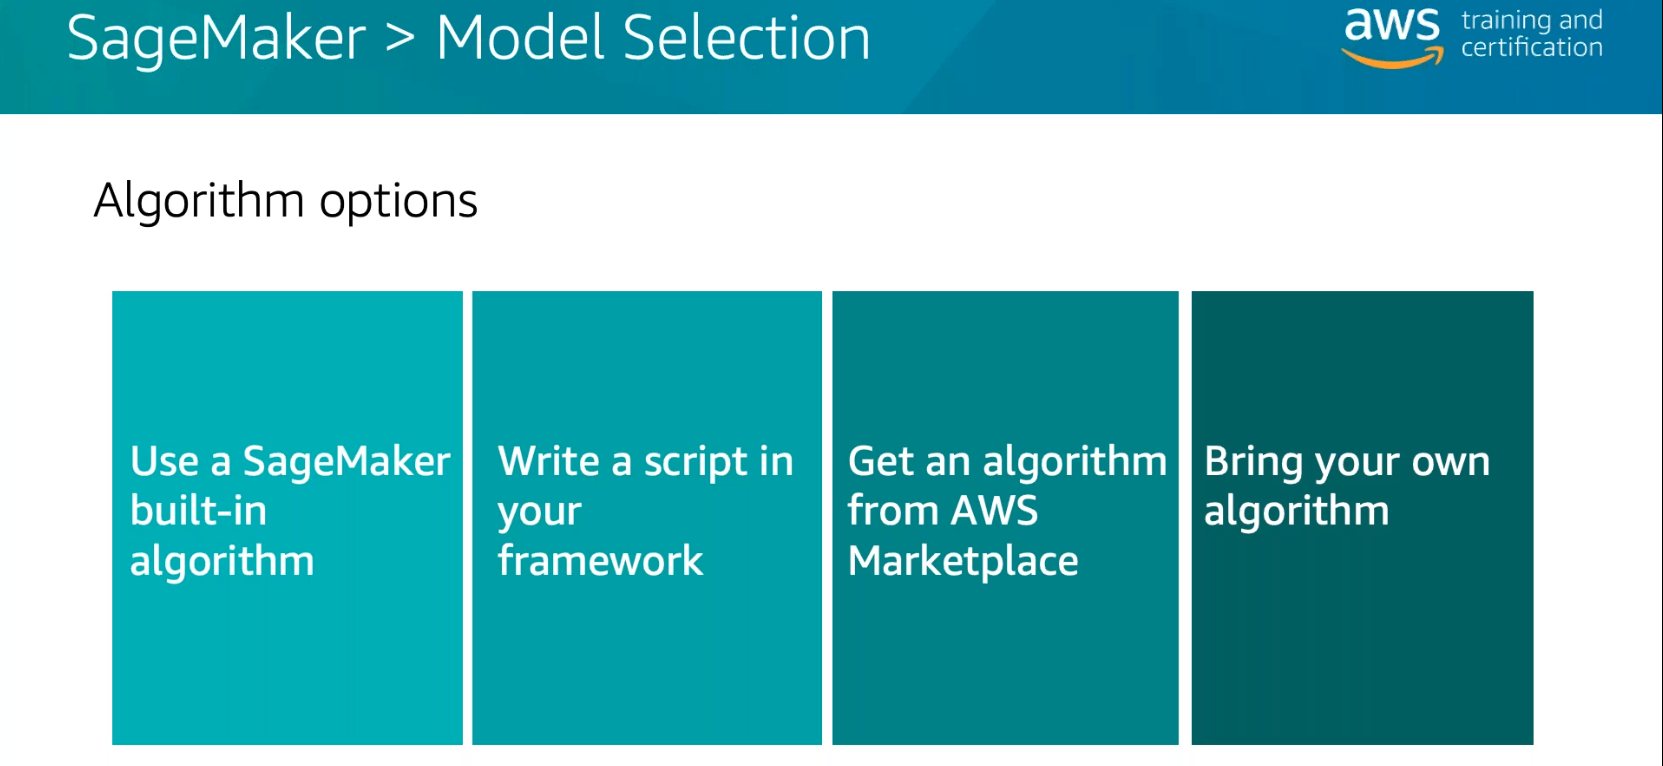 SageMaker > Model Selection
aws training and
certification
Algorithm options
Use a SageMaker
built-in
algorithm
Write a script in
your
framework
Get an algorithm
from AWS
Marketplace
Bring your own
algorithm